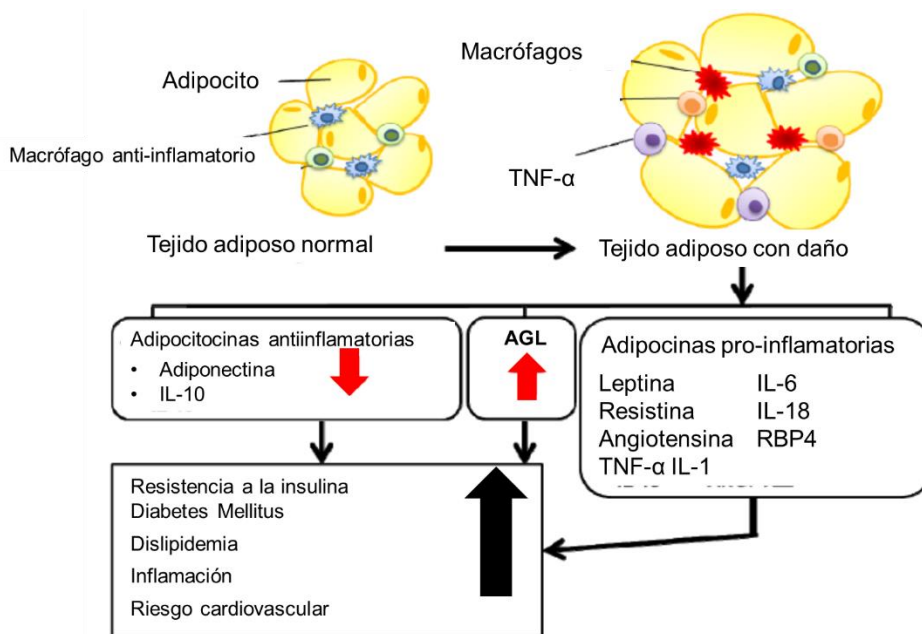 Adipocito
Macrófago anti-inflamatorio
Tejido adiposo normal
Macrófagos
TNF-α
Tejido adiposo con daño
Adipocitocinas antiinflamatorias
• Adiponectina
• IL-10
AGL
Adipocinas pro-inflamatorias
Leptina IL-6
Resistina IL-18
Angiotensina RBP4
TNF-α IL-1
Resistencia a la insulina
Diabetes Mellitus
Dislipidemia
Inflamación
Riesgo cardiovascular